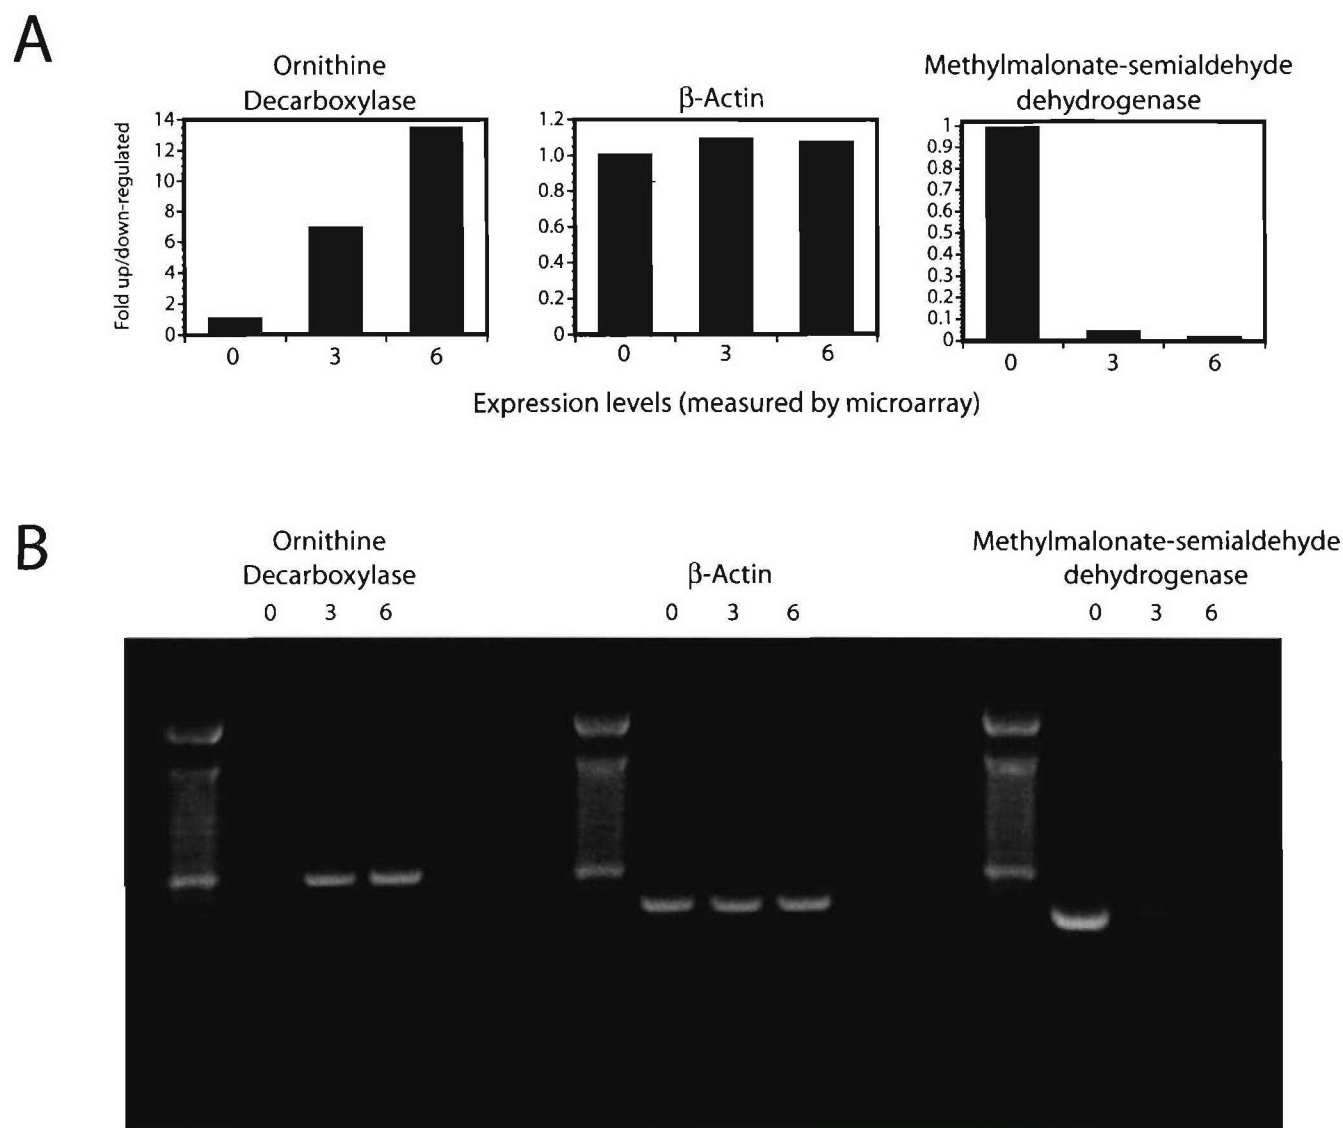 A
Ornithine
Decarboxylase
β-Actin
Methylmalonate-semialdehyde
dehydrogenase
Fold up/down-regulated
14
12
10
8
6
4
2
0
0 3 6
1.2
1.0
0.8
0.6
0.4
0.2
0
0 3 6
1
0.9
0.8
0.7
0.6
0.5
0.4
0.3
0.2
0.1
0
0 3 6
Expression levels (measured by microarray)
B
Ornithine
Decarboxylase
0 3 6
β-Actin
0 3 6
Methylmalonate-semialdehyde
dehydrogenase
0 3 6